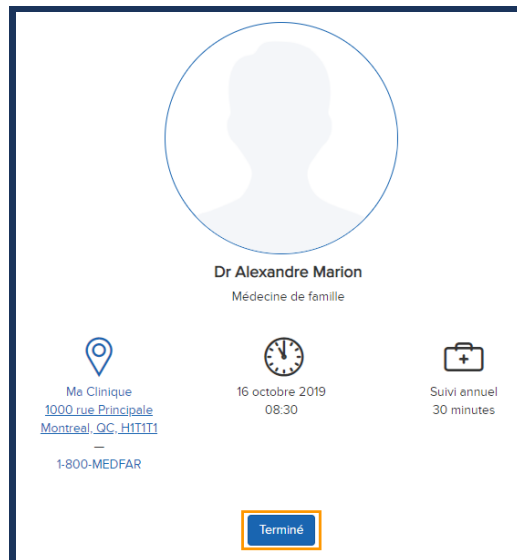 Dr Alexandre Marion
Médecine de famille
Ma Clinique
1000 rue Principale
Montreal, QC, H1T1T1
—
1-800-MEDFAR
16 octobre 2019
08:30
Suivi annuel
30 minutes
Terminé